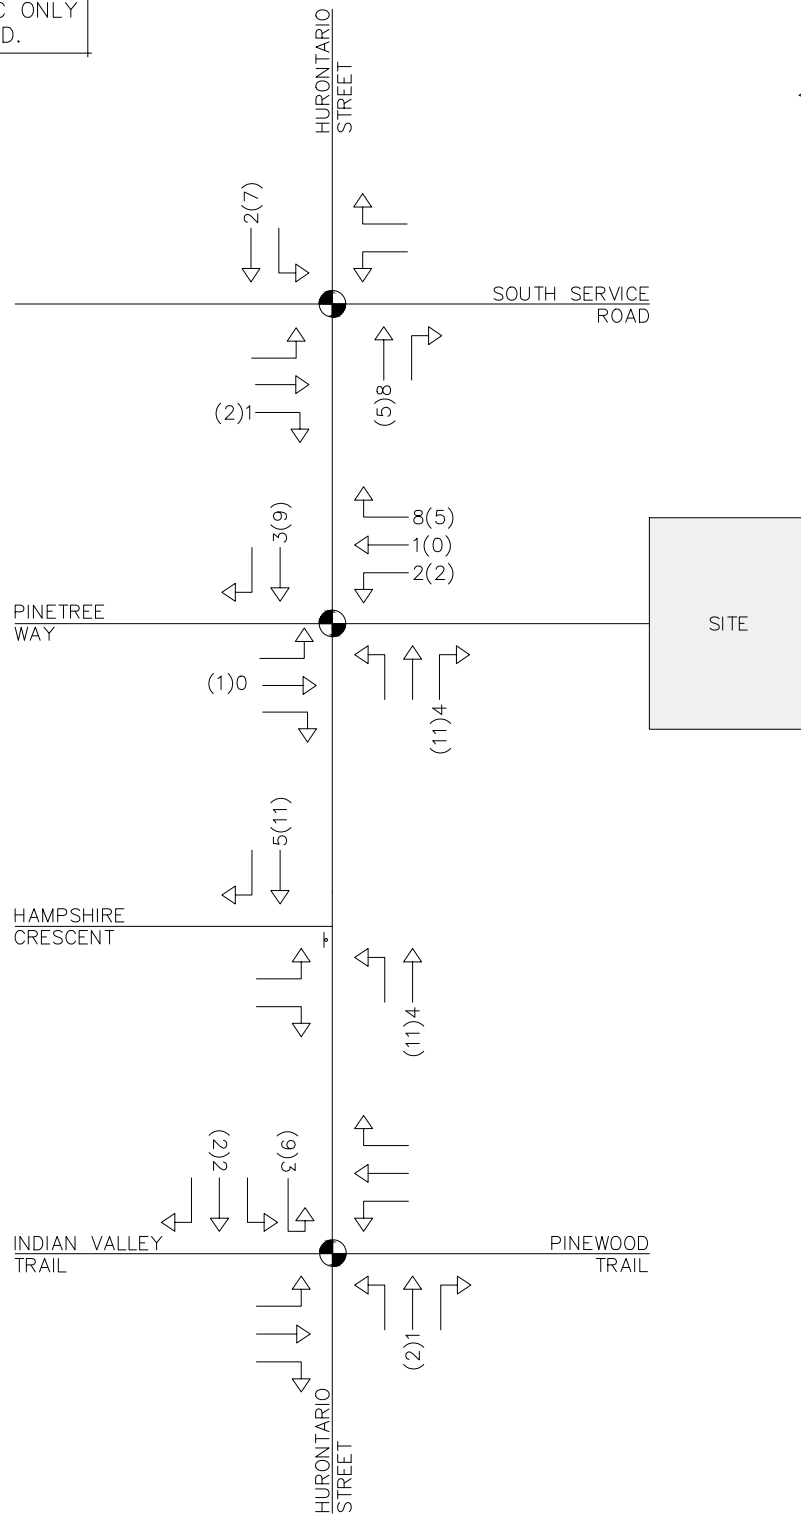 C ONLY
D.
HURONTARIO
STREET
2(7)
SOUTH SERVICE
ROAD
(2)1
(5)8
3(9)
8(5)
1(0)
2(2)
PINETREE
WAY
SITE
(1)0
(11)4
5(11)
HAMPSHIRE
CRESCENT
(11)4
(2)2
(9)3
INDIAN VALLEY
TRAIL
PINEWOOD
TRAIL
(2)1
HURONTARIO
STREET